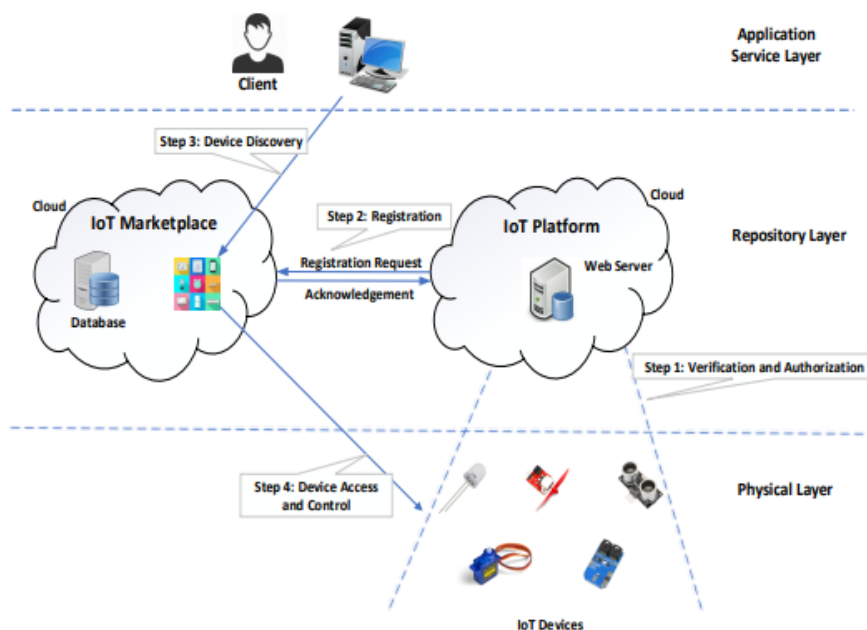 Application
Service Layer
Client
Step 3: Device Discovery
Cloud
IoT Marketplace
Database
Step 2: Registration
Registration Request
Acknowledgement
Cloud
IoT Platform
Web Server
Repository Layer
Step 1: Verification and Authorization
Step 4: Device Access
and Control
Physical Layer
IoT Devices